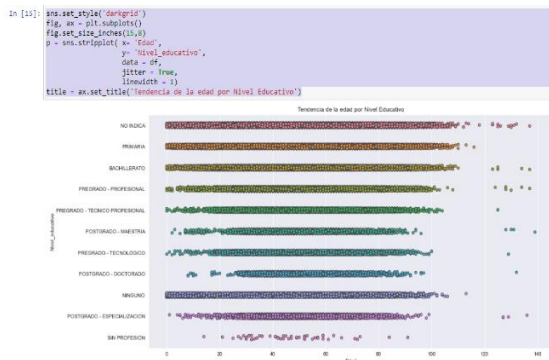 In [15]: sns.set_style('darkgrid')
fig, ax = plt.subplots()
fig.set_size_inches(15,8)
p = sns.stripplot( x= 'Edad',
y= 'Nivel_educativo',
data = df,
jitter = True,
linewidth = 1)
title = ax.set_title('Tendencia de la edad por Nivel Educativo')
Tendencia de la edad por Nivel Educativo
NO INDICA
PRIMARIA
BACHILLERATO
PREGRADO - PROFESIONAL
PREGRADO - TECNICO PROFESIONAL
POSTGRADO - MAESTRIA
PREGRADO - TECNOLOGICO
POSTGRADO - DOCTORADO
NINGUNO
POSTGRADO - ESPECIALIZACION
SIN PROFESION
Nivel_educativo
0 20 40 60 80 100 120 140